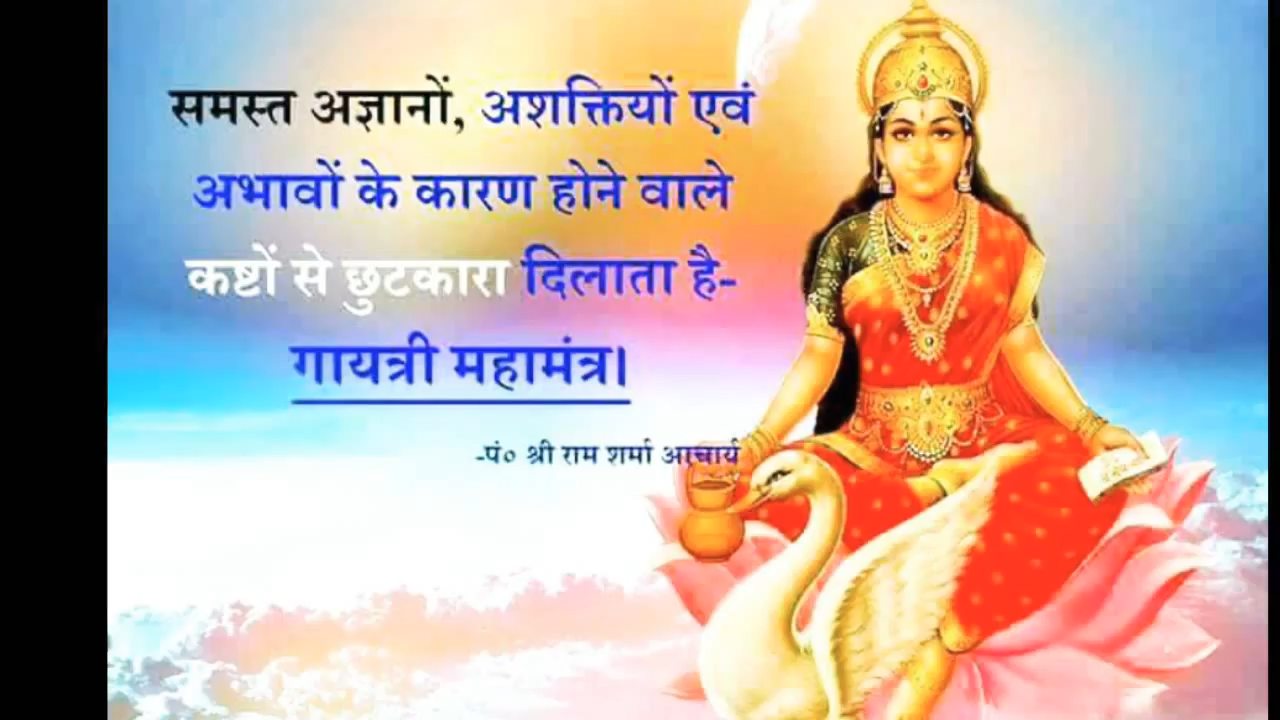 समस्त अज्ञानों, अशक्तियों एवं
अभावों के कारण होने वाले
कष्टों से छुटकारा दिलाता है-
गायत्री महामंत्र।
-पं० श्री राम शर्मा आचार्य